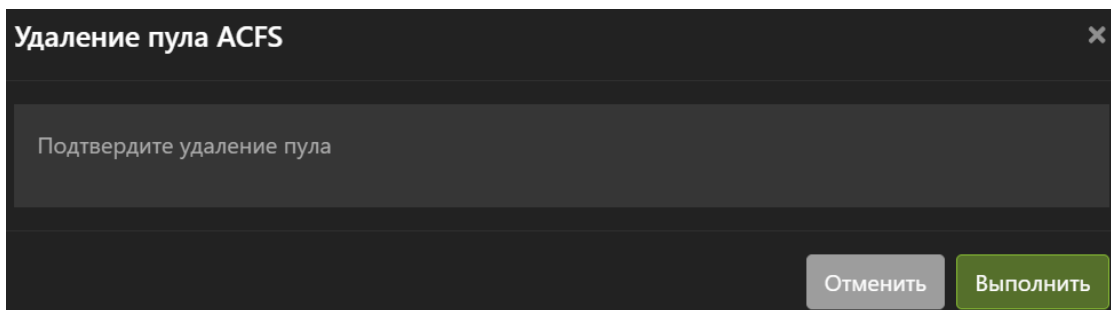 Удаление пула ACFS
Подтвердите удаление пула
Отменить Выполнить